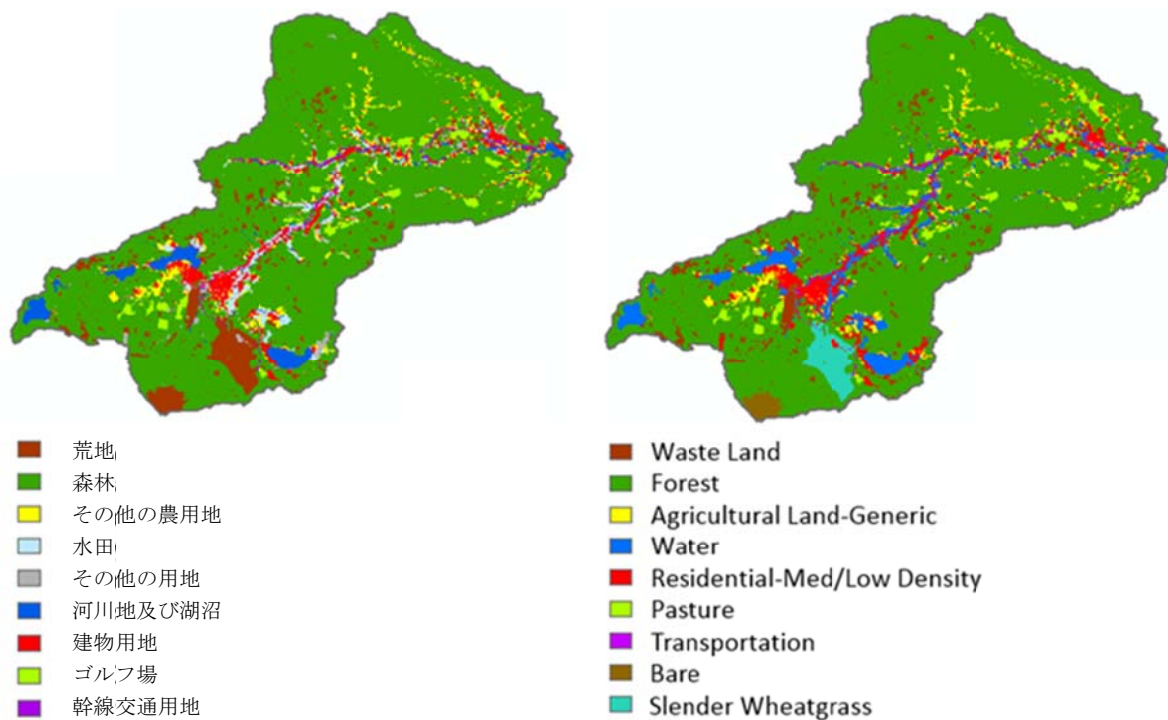 荒地
森林
その他の農用地
水田
その他の用地
河川地及び湖沼
建物用地
ゴルフ場
幹線交通用地
Waste Land
Forest
Agricultural Land-Generic
Water
Residential-Med/Low Density
Pasture
Transportation
Bare
Slender Wheatgrass